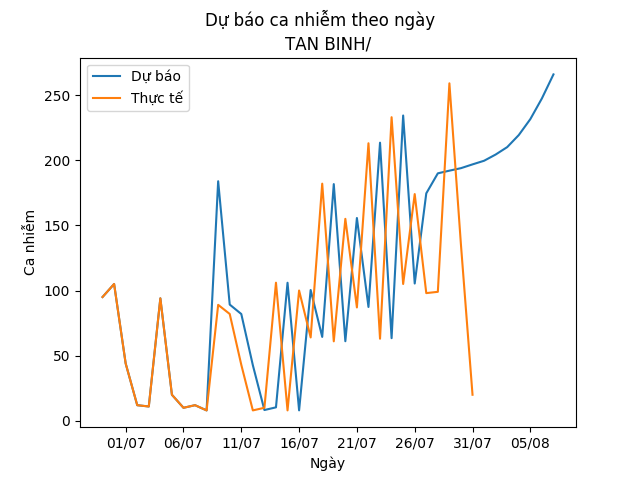 Dự báo ca nhiễm theo ngày
TAN BINH/
Dự báo
Thực tế
Ca nhiễm
250
200
150
100
50
0
01/07 06/07 11/07 16/07 21/07 26/07 31/07 05/08
Ngày